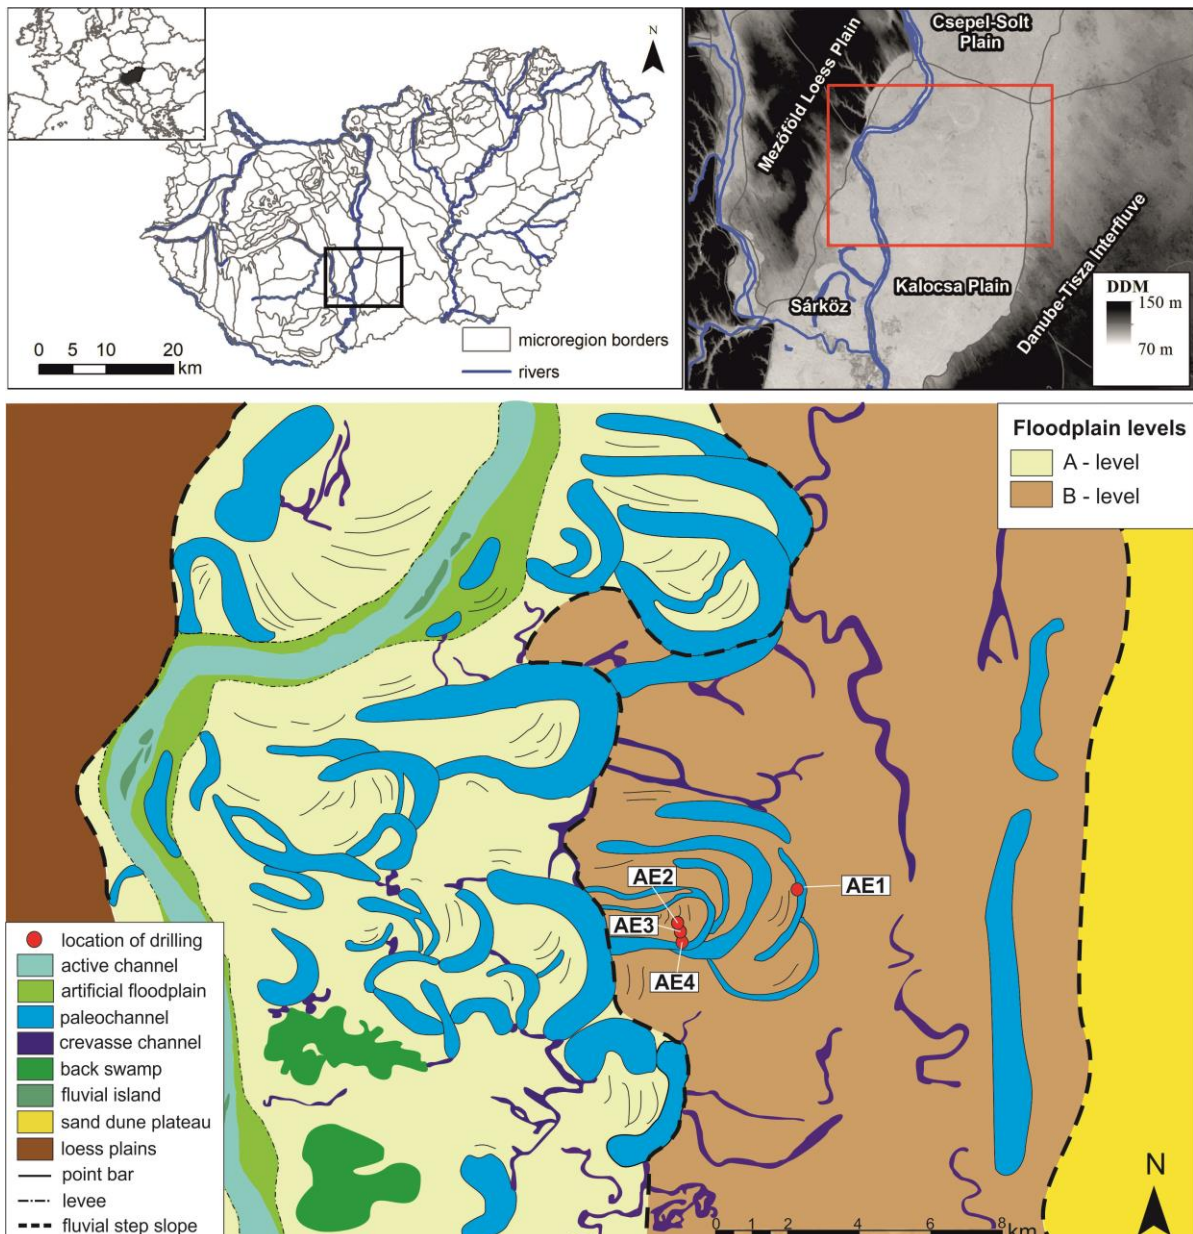 N
0 5 10 20
km
microregion borders
rivers
Csepel-Solt
Plain
Mezőföld Loess Plain
Sárköz
Kalocsa Plain
Danube-Tisza Interfluve
DDM
150 m
70 m
Floodplain levels
A - level
B - level
AE2
AE1
AE3
AE4
location of drilling
active channel
artificial floodplain
paleochannel
crevasse channel
back swamp
fluvial island
sand dune plateau
loess plains
point bar
levee
fluvial step slope
N
0 2 4 6 8
km